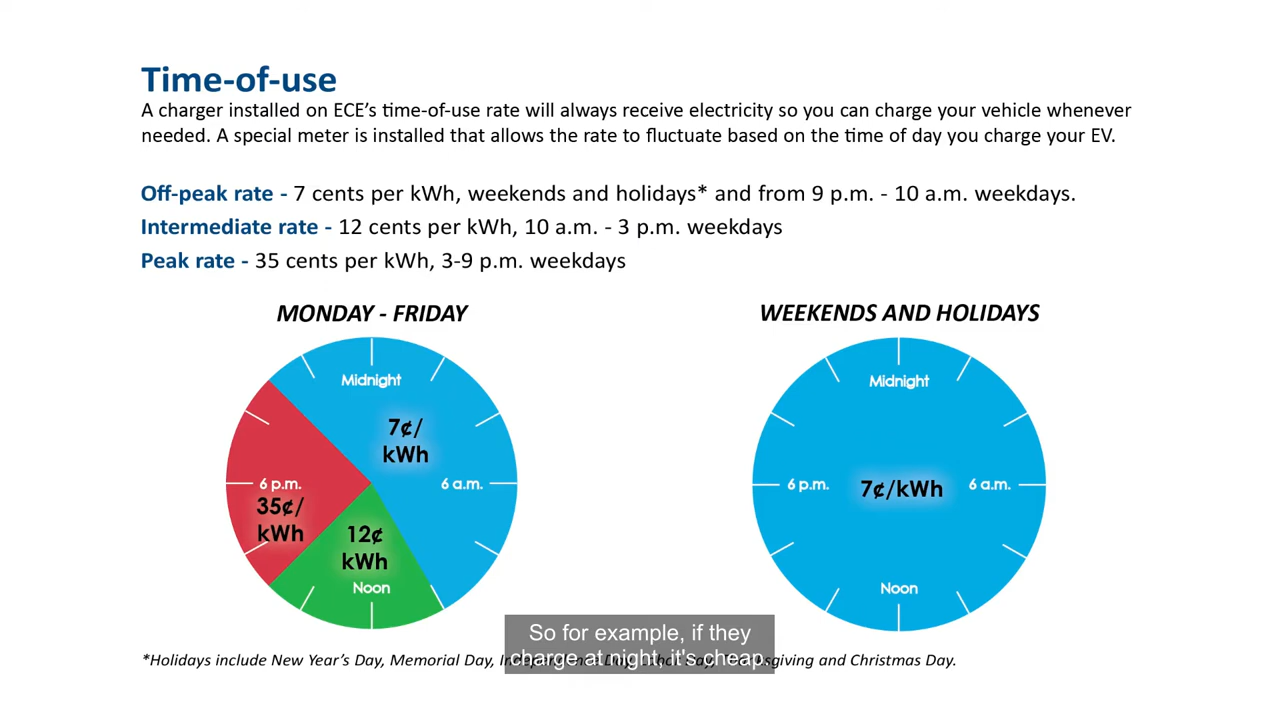 Time-of-use
A charger installed on ECE’s time-of-use rate will always receive electricity so you can charge your vehicle whenever
needed. A special meter is installed that allows the rate to fluctuate based on the time of day you charge your EV.
Off-peak rate - 7 cents per kWh, weekends and holidays* and from 9 p.m. - 10 a.m. weekdays.
Intermediate rate - 12 cents per kWh, 10 a.m. - 3 p.m. weekdays
Peak rate - 35 cents per kWh, 3-9 p.m. weekdays
MONDAY - FRIDAY
Midnight
7¢/
kWh
6 p.m.
6 a.m.
35¢/
kWh
12¢
kWh
Noon
WEEKENDS AND HOLIDAYS
Midnight
6 p.m.
7¢/kWh
6 a.m.
Noon
So for example, if they
charge at night, it's cheap.
*Holidays include New Year’s Day, Memorial Day, and Christmas Day.